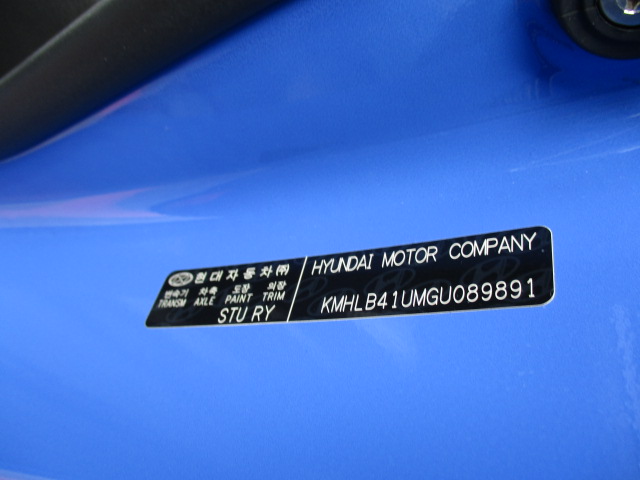 현대자동차㈜
변속기 차축 도장 의장
TRANSM AXLE PAINT TRIM
STU RY
HYUNDAI MOTOR COMPANY
KMHLB41UMGU089891